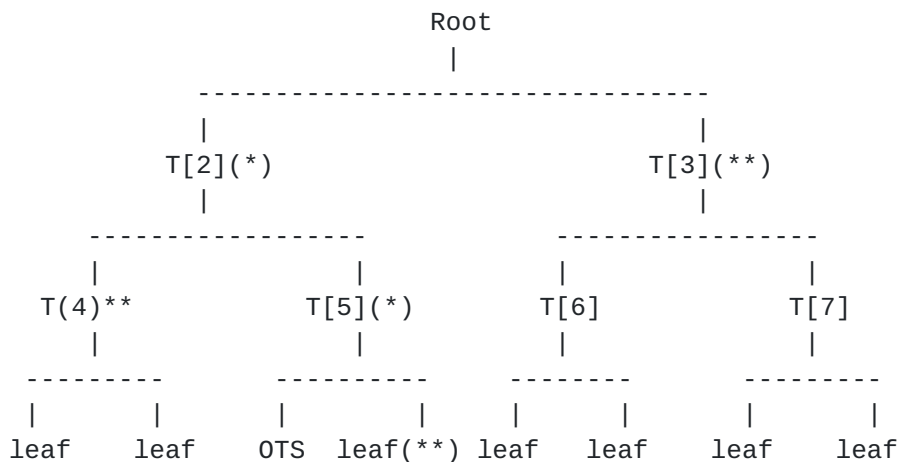 Root
T[2](*) T[3](**)
T(4)** T[5](*) T[6] T[7]
leaf leaf OTS leaf(**) leaf leaf leaf leaf